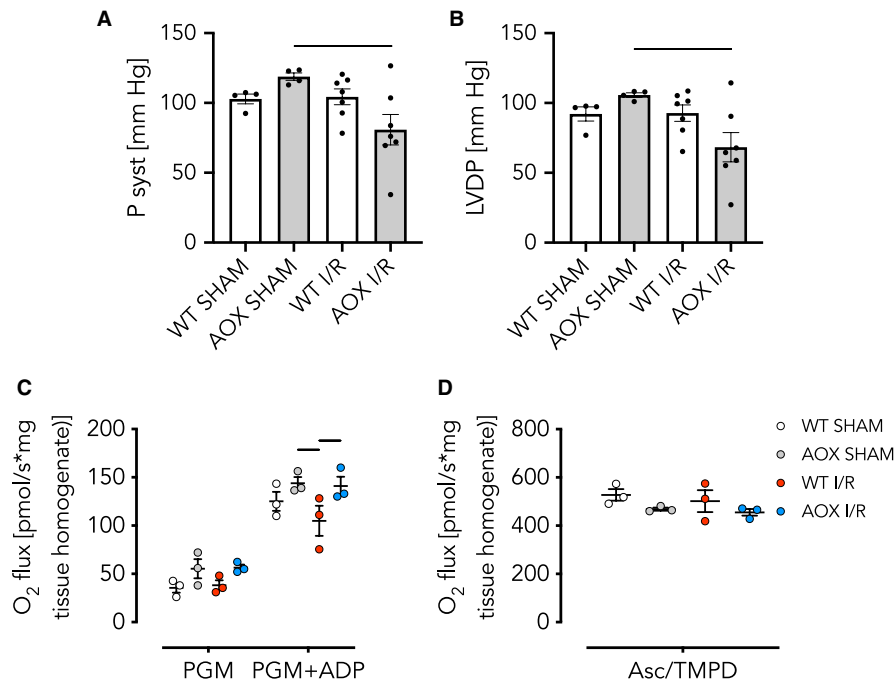 A
P syst [mm Hg]
150
100
50
0
WT SHAM
AOX SHAM
WT I/R
AOX I/R
B
LVDP [mm Hg]
150
100
50
0
WT SHAM
AOX SHAM
WT I/R
AOX I/R
C
O2 flux [pmol/s*mg
tissue homogenate)]
200
150
100
50
0
PGM
PGM+ADP
D
O2 flux [pmol/s*mg
tissue homogenate)]
800
600
400
200
0
Asc/TMPD
WT SHAM
AOX SHAM
WT I/R
AOX I/R